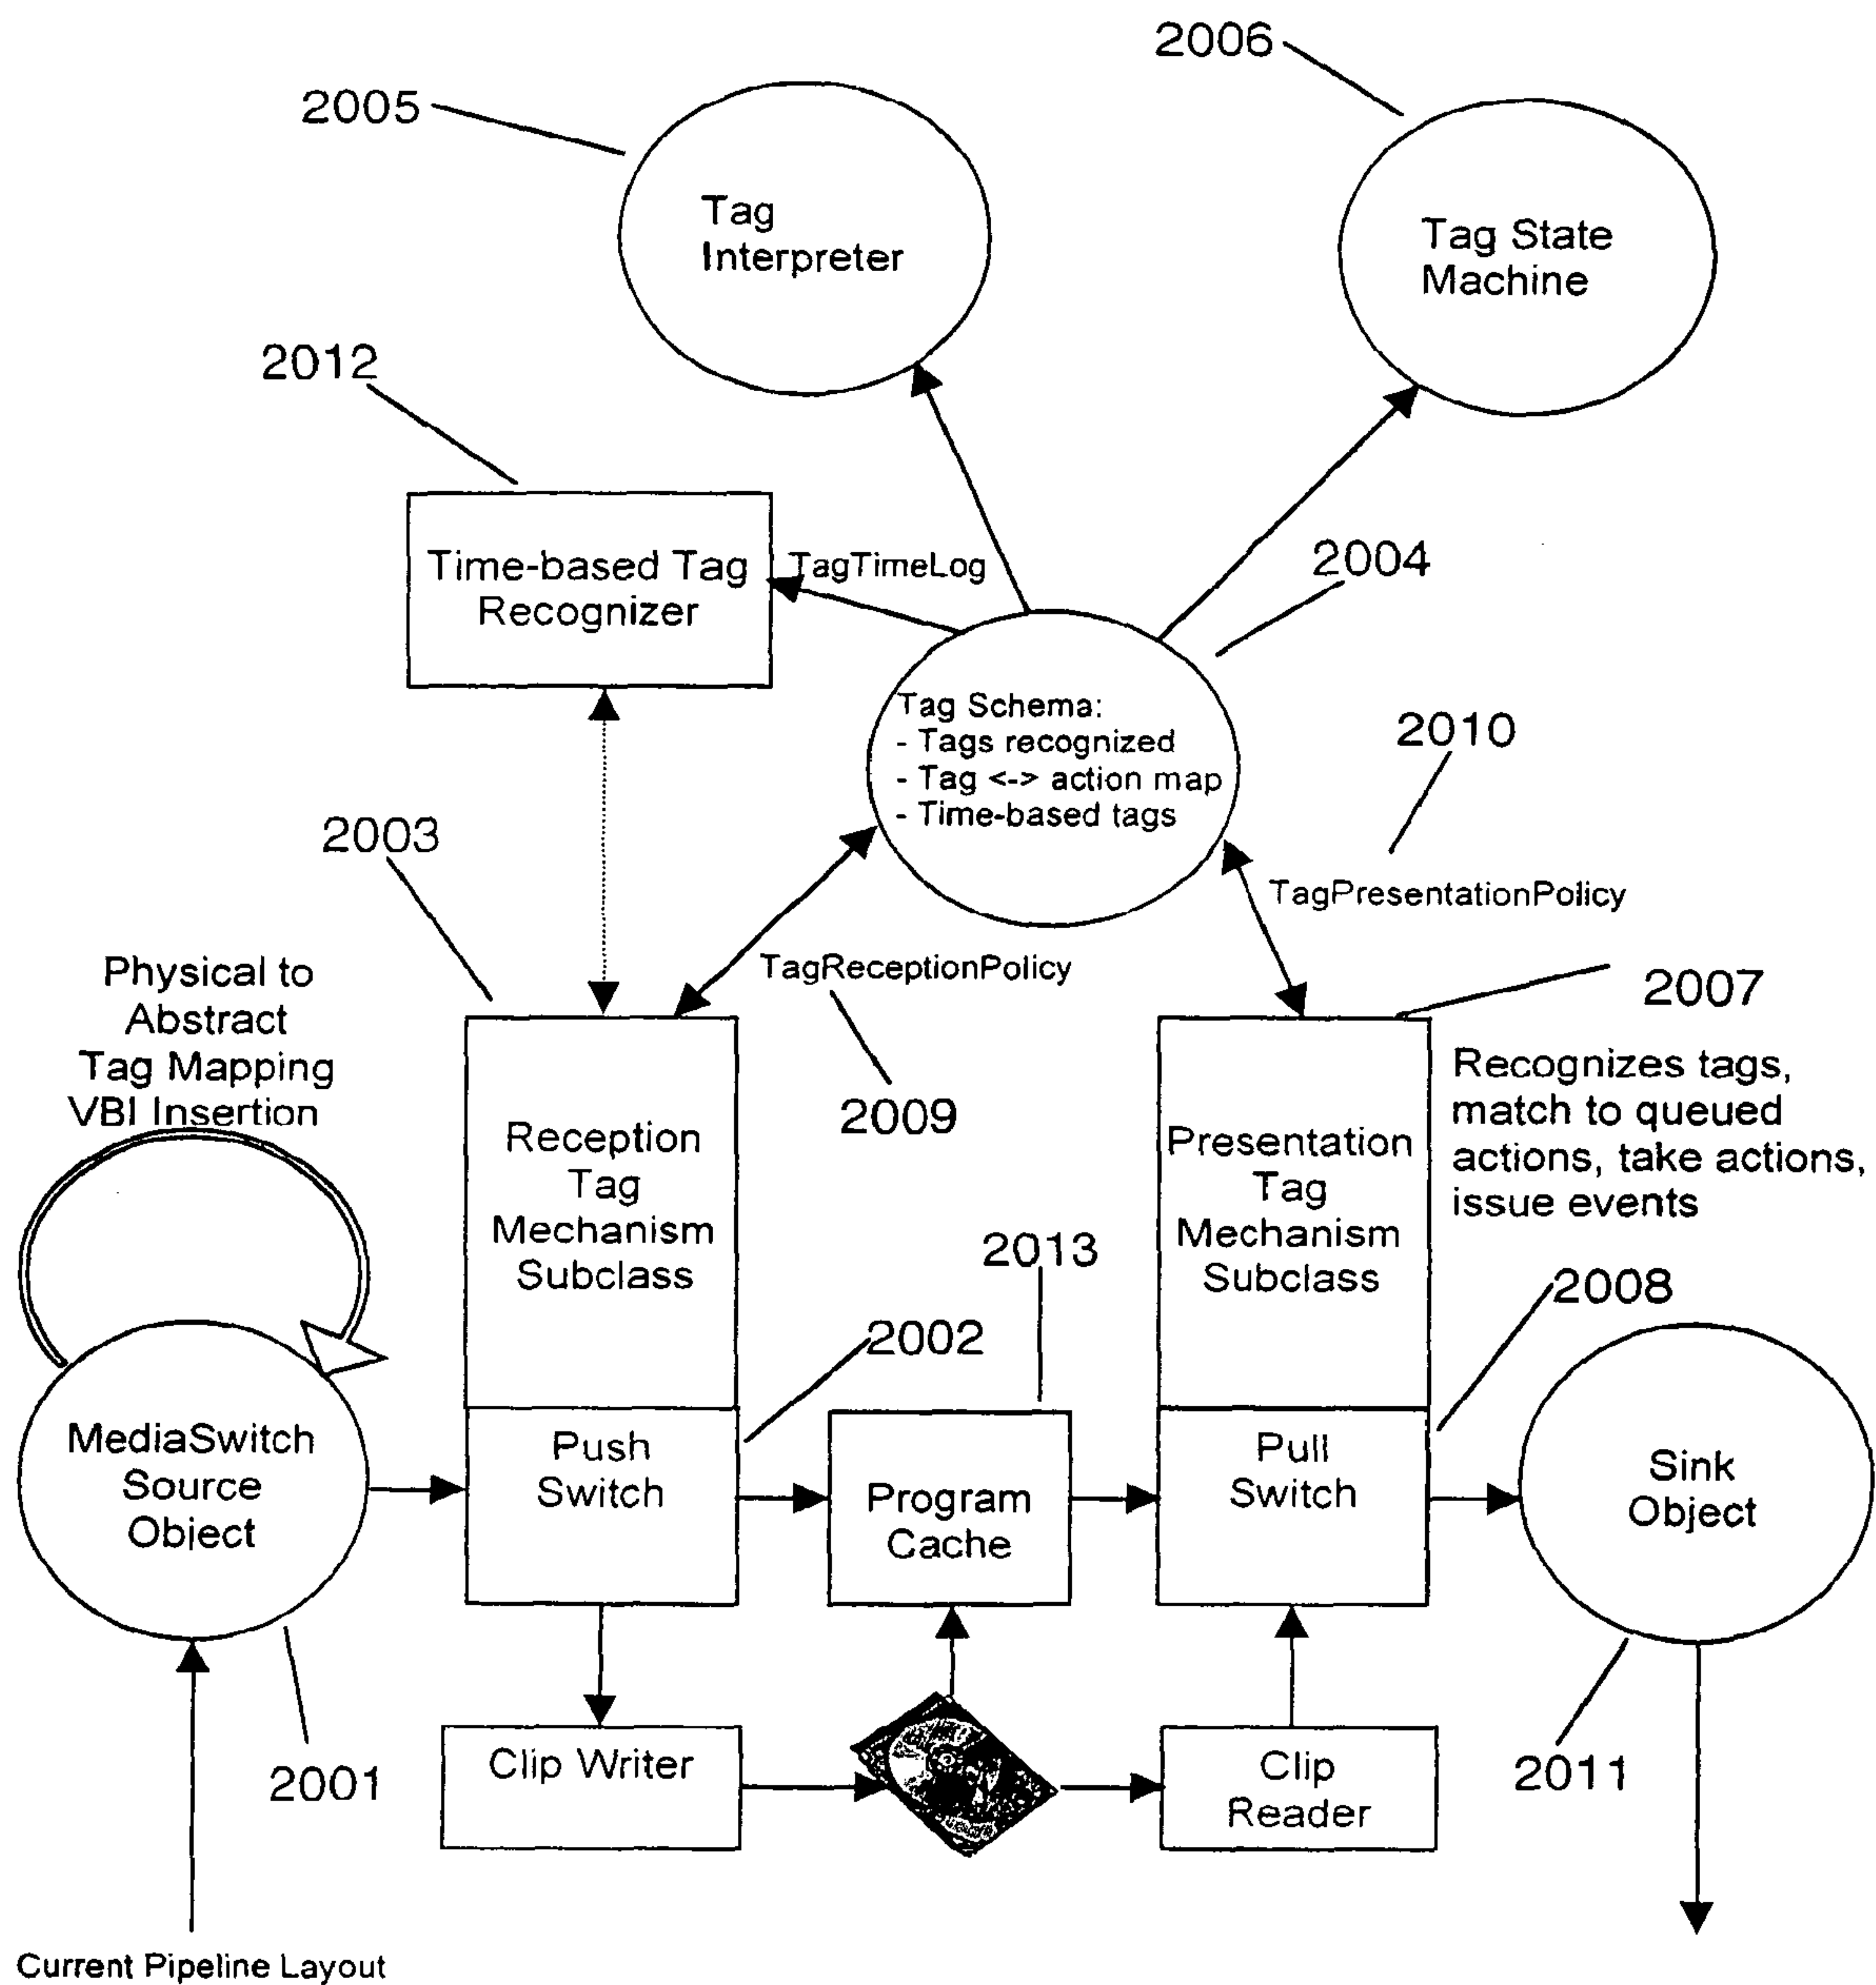 2006
2005
Tag
Interpreter
Tag State
Machine
2012
Time-based Tag
Recognizer
TagTimeLog
2004
Tag Schema:
- Tags recognized
- Tag <-> action map
- Time-based tags
2010
TagPresentationPolicy
2003
TagReceptionPolicy
2009
2007
Physical to
Abstract
Tag Mapping
VBI Insertion
Reception
Tag
Mechanism
Subclass
Presentation
Tag
Mechanism
Subclass
Recognizes tags,
match to queued
actions, take actions,
issue events
2013
2002
2008
MediaSwitch
Source
Object
Push
Switch
Program
Cache
Pull
Switch
Sink
Object
2001
Clip Writer
Clip
Reader
2011
Current Pipeline Layout